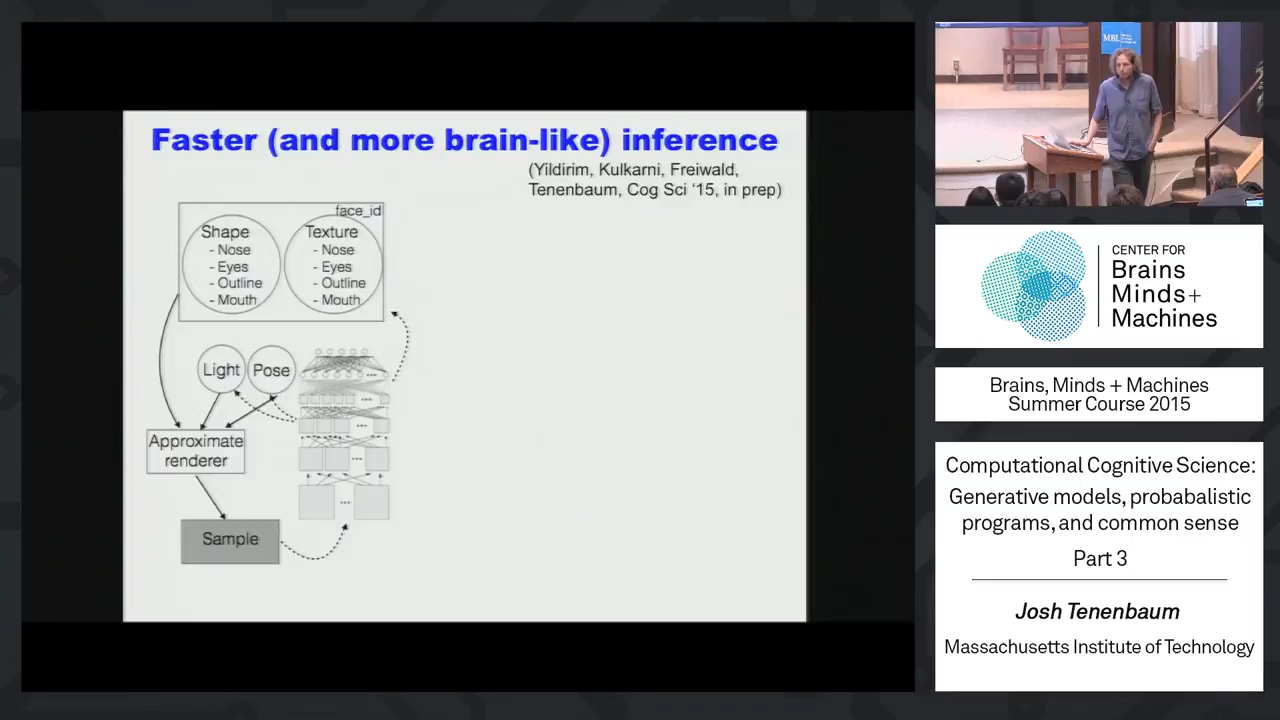 Faster (and more brain-like) inference
(Yildirim, Kulkarni, Freiwald,
Tenenbaum, Cog Sci '15, in prep)
face_id
Shape
- Nose
- Eyes
- Outline
- Mouth
Texture
- Nose
- Eyes
- Outline
- Mouth
Light
Pose
Approximate
renderer
Sample
MBL
CENTER FOR
Brains
Minds+
Machines
Brains, Minds + Machines
Summer Course 2015
Computational Cognitive Science:
Generative models, probabalistic
programs, and common sense
Part 3
Josh Tenenbaum
Massachusetts Institute of Technology